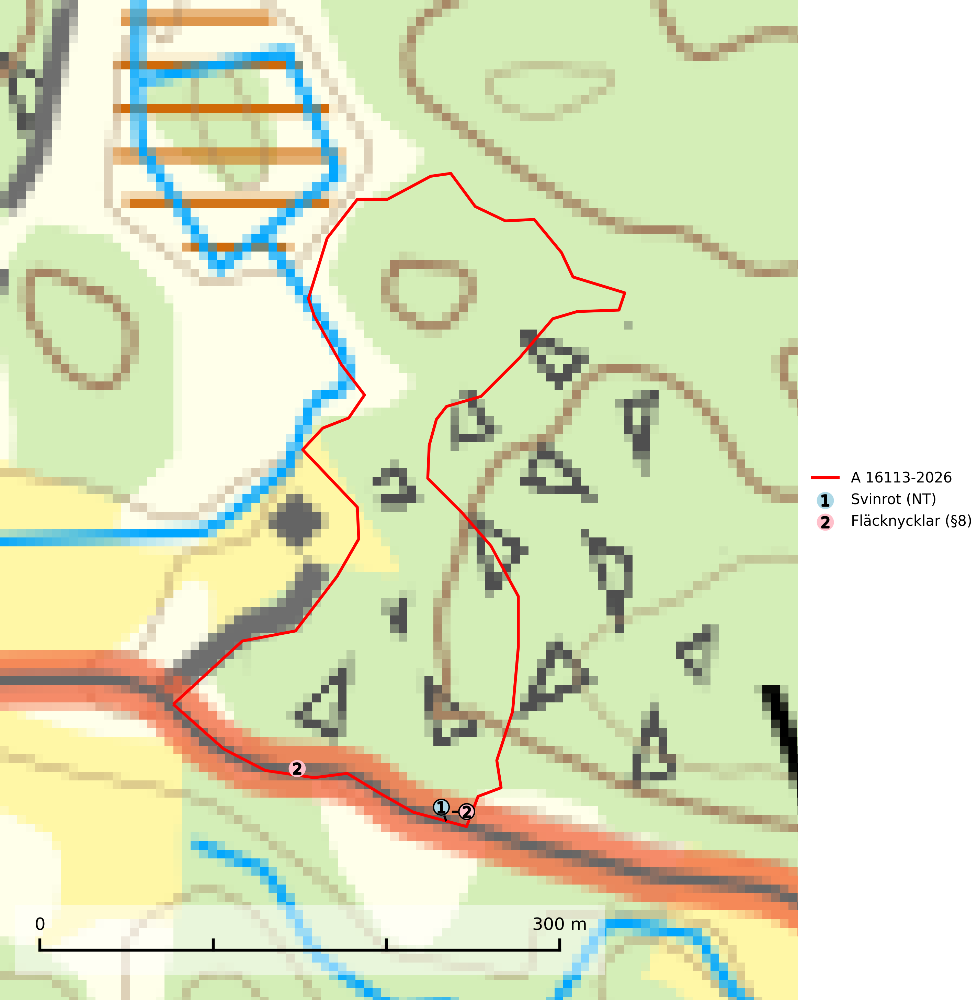 A 16113-2026
1 Svinrot (NT)
2 Fläcknycklar (§8)
2
1 2
0 300 m